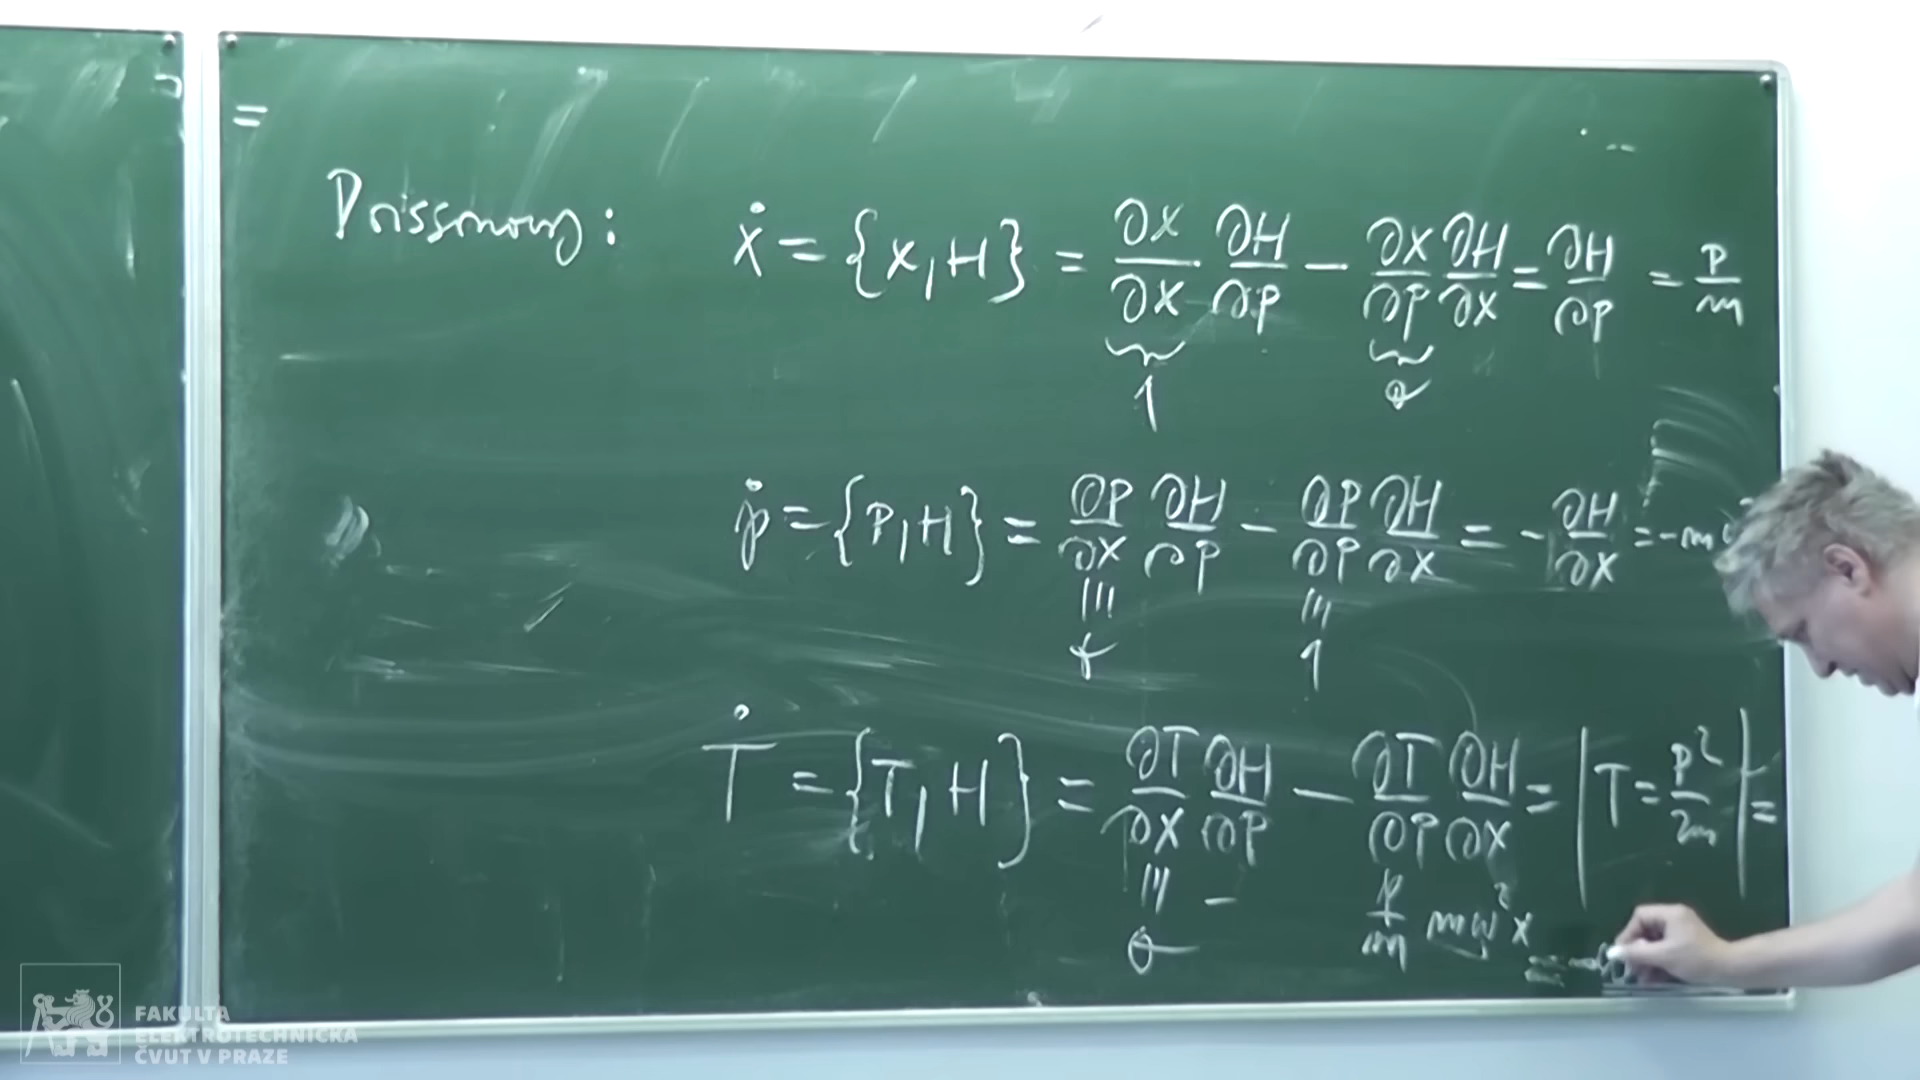 =
Poissonovy: ẋ = {x, H} = ∂x/∂x ∂H/∂p − ∂x/∂p ∂H/∂x = ∂H/∂p = p/m
1 0
ṗ = {p, H} = ∂p/∂x ∂H/∂p − ∂p/∂p ∂H/∂x = − ∂H/∂x = −m
0 1
Ṫ = {T, H} = ∂T/∂x ∂H/∂p − ∂T/∂p ∂H/∂x = | T = p²/2m | =
0 − p/m mω²x = −ω
FAKULTA
ELEKTROTECHNICKÁ
ČVUT V PRAZE